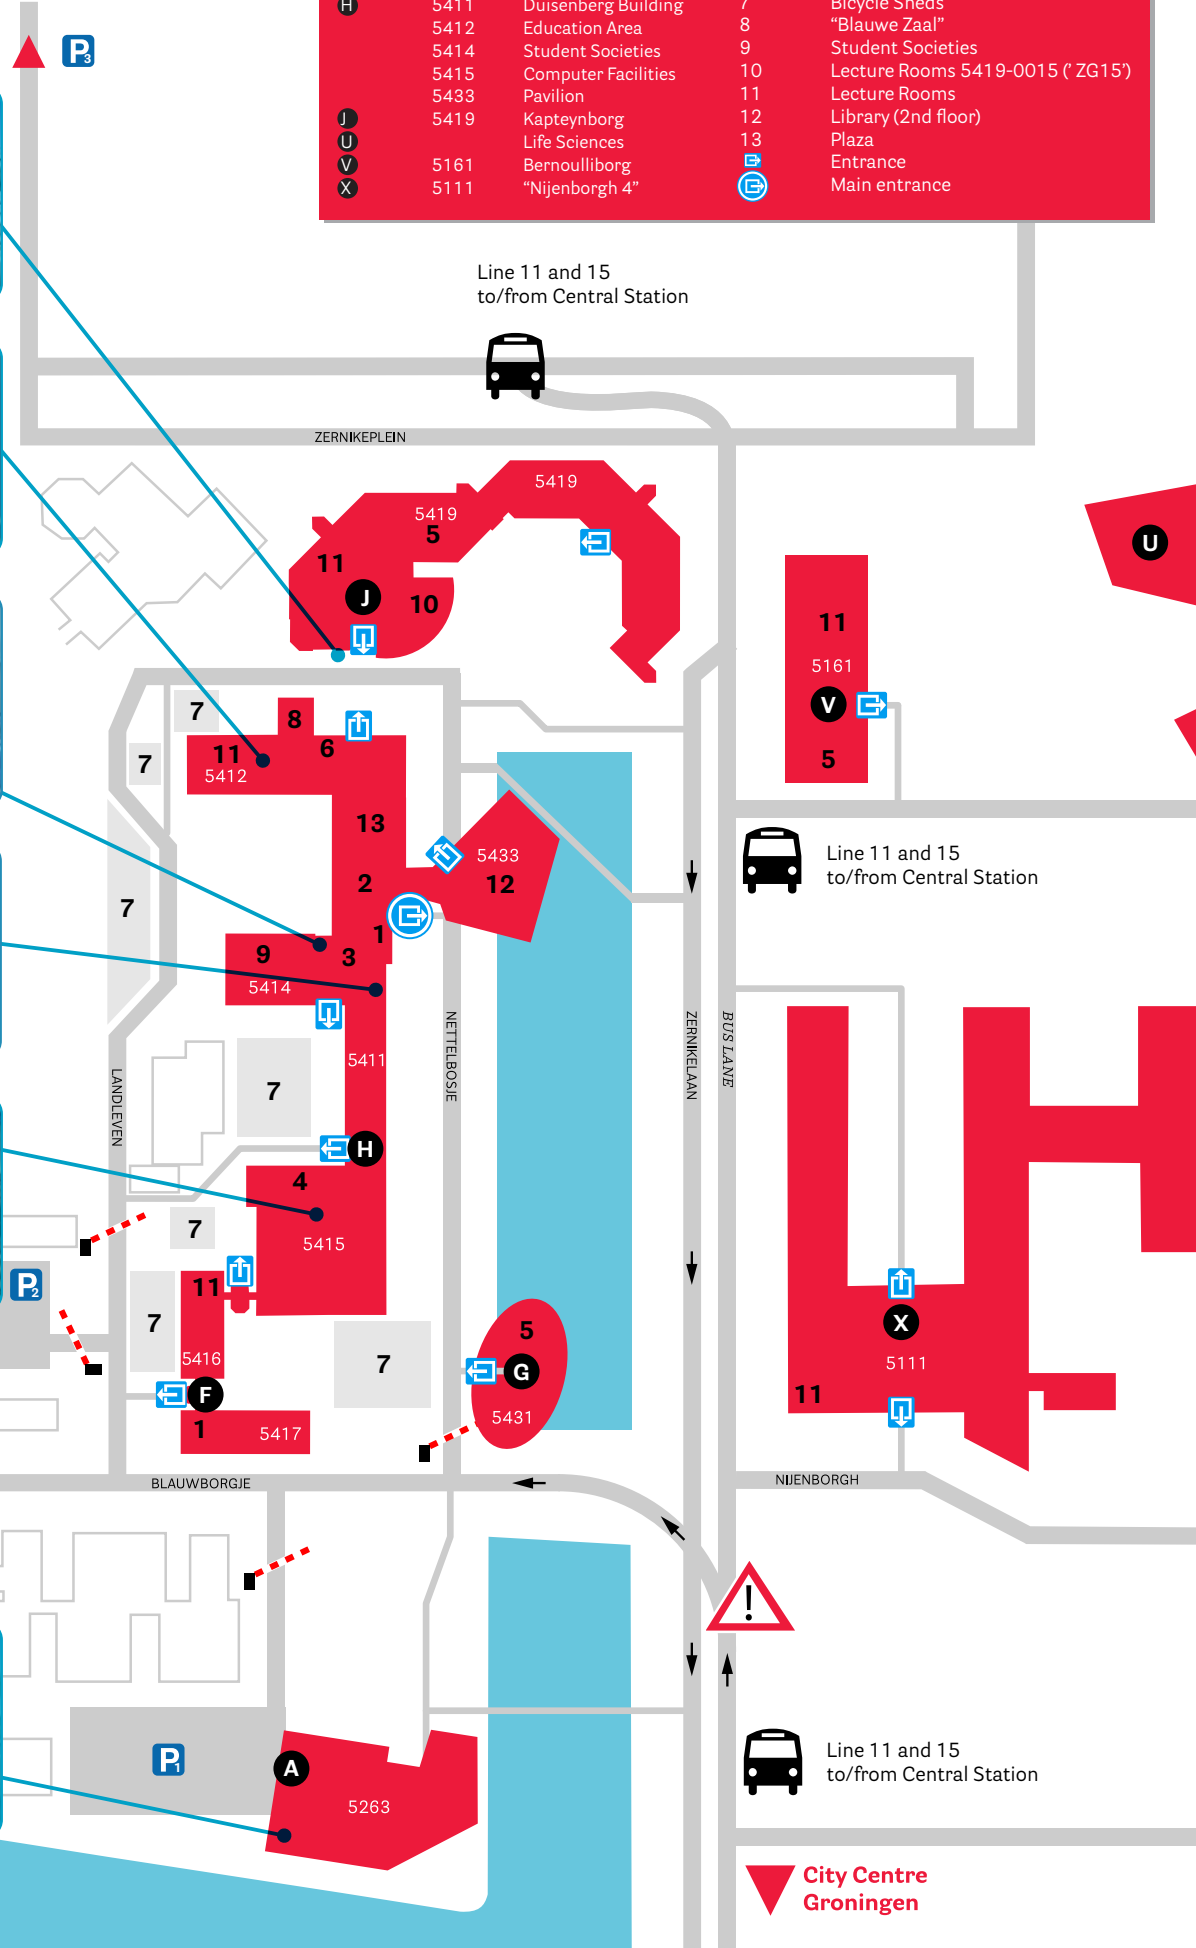 P3
H 5411 Duisenberg Building
5412 Education Area
5414 Student Societies
5415 Computer Facilities
5433 Pavilion
J 5419 Kapteynborg
U Life Sciences
V 5161 Bernoulliborg
X 5111 “Nijenborgh 4”
7 Bicycle Sheds
8 “Blauwe Zaal”
9 Student Societies
10 Lecture Rooms 5419-0015 (’ ZG15’)
11 Lecture Rooms
12 Library (2nd floor)
13 Plaza
Entrance
Main entrance
Line 11 and 15
to/from Central Station
ZERNIKEPLEIN
5419
5419
5
11
J
10
U
11
5161
V
5
7
8
6
11
5412
7
13
5433
12
2
7
1
9
3
5414
Line 11 and 15
to/from Central Station
NETTELBOSJE
ZERNIKELAAN
BUS LANE
LANDLEVEN
5411
7
H
4
7
5415
P2
11
7
5416
F
1
5417
7
5
G
5431
X
5111
11
BLAUWBORGJE
NIJENBORGH
!
P1
A
5263
Line 11 and 15
to/from Central Station
City Centre
Groningen